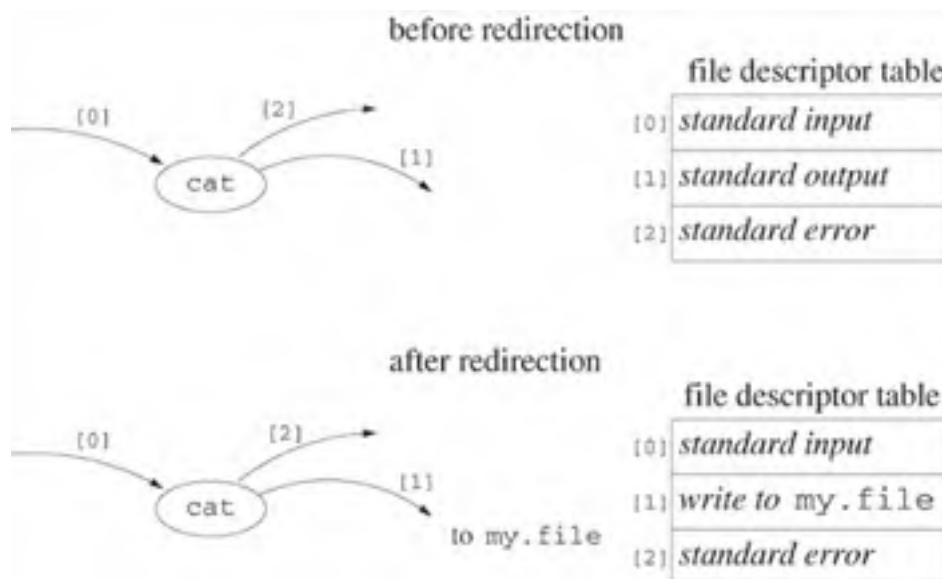 before redirection
file descriptor table
[0]
[2]
[0] standard input
[1]
cat
[1] standard output
[2] standard error
after redirection
file descriptor table
[0]
[2]
[0] standard input
[1]
cat
[1] write to my.file
to my.file
[2] standard error